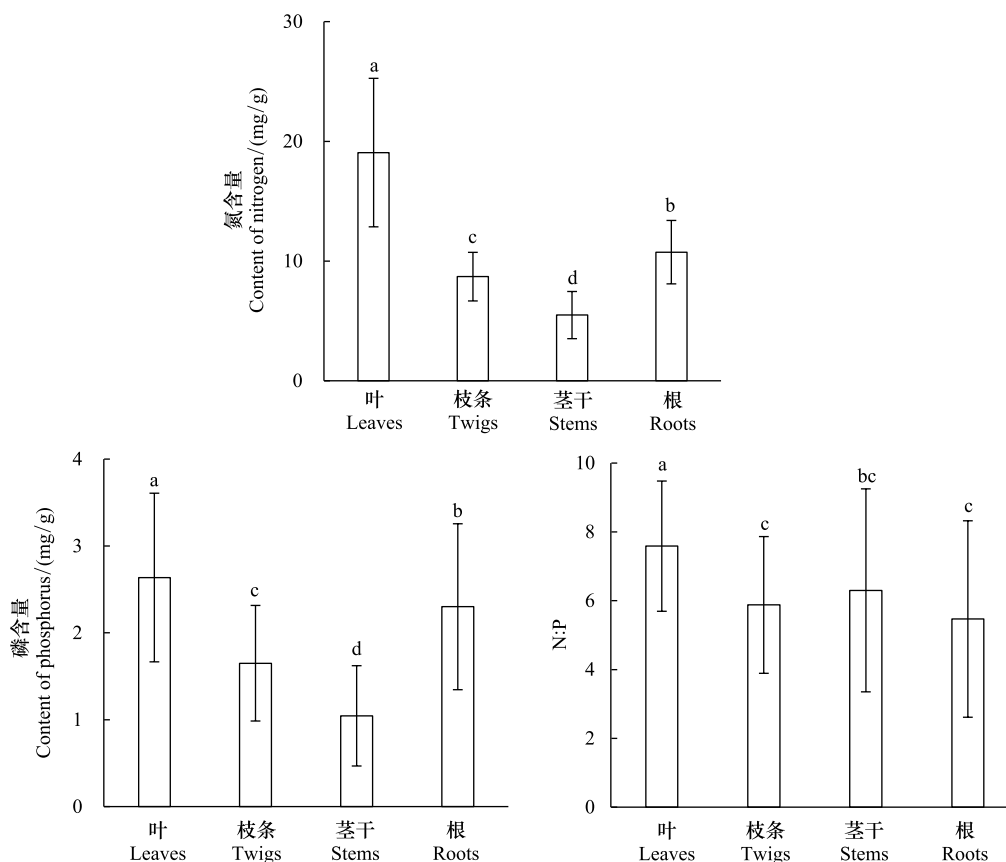 30
20
10
0
氮含量
Content of nitrogen/(mg/g)
a
c
d
b
叶
枝条
茎干
根
Leaves
Twigs
Stems
Roots
4
3
2
1
0
磷含量
Content of phosphorus/(mg/g)
a
c
d
b
叶
枝条
茎干
根
Leaves
Twigs
Stems
Roots
10
8
6
4
2
0
N:P
a
c
bc
c
叶
枝条
茎干
根
Leaves
Twigs
Stems
Roots